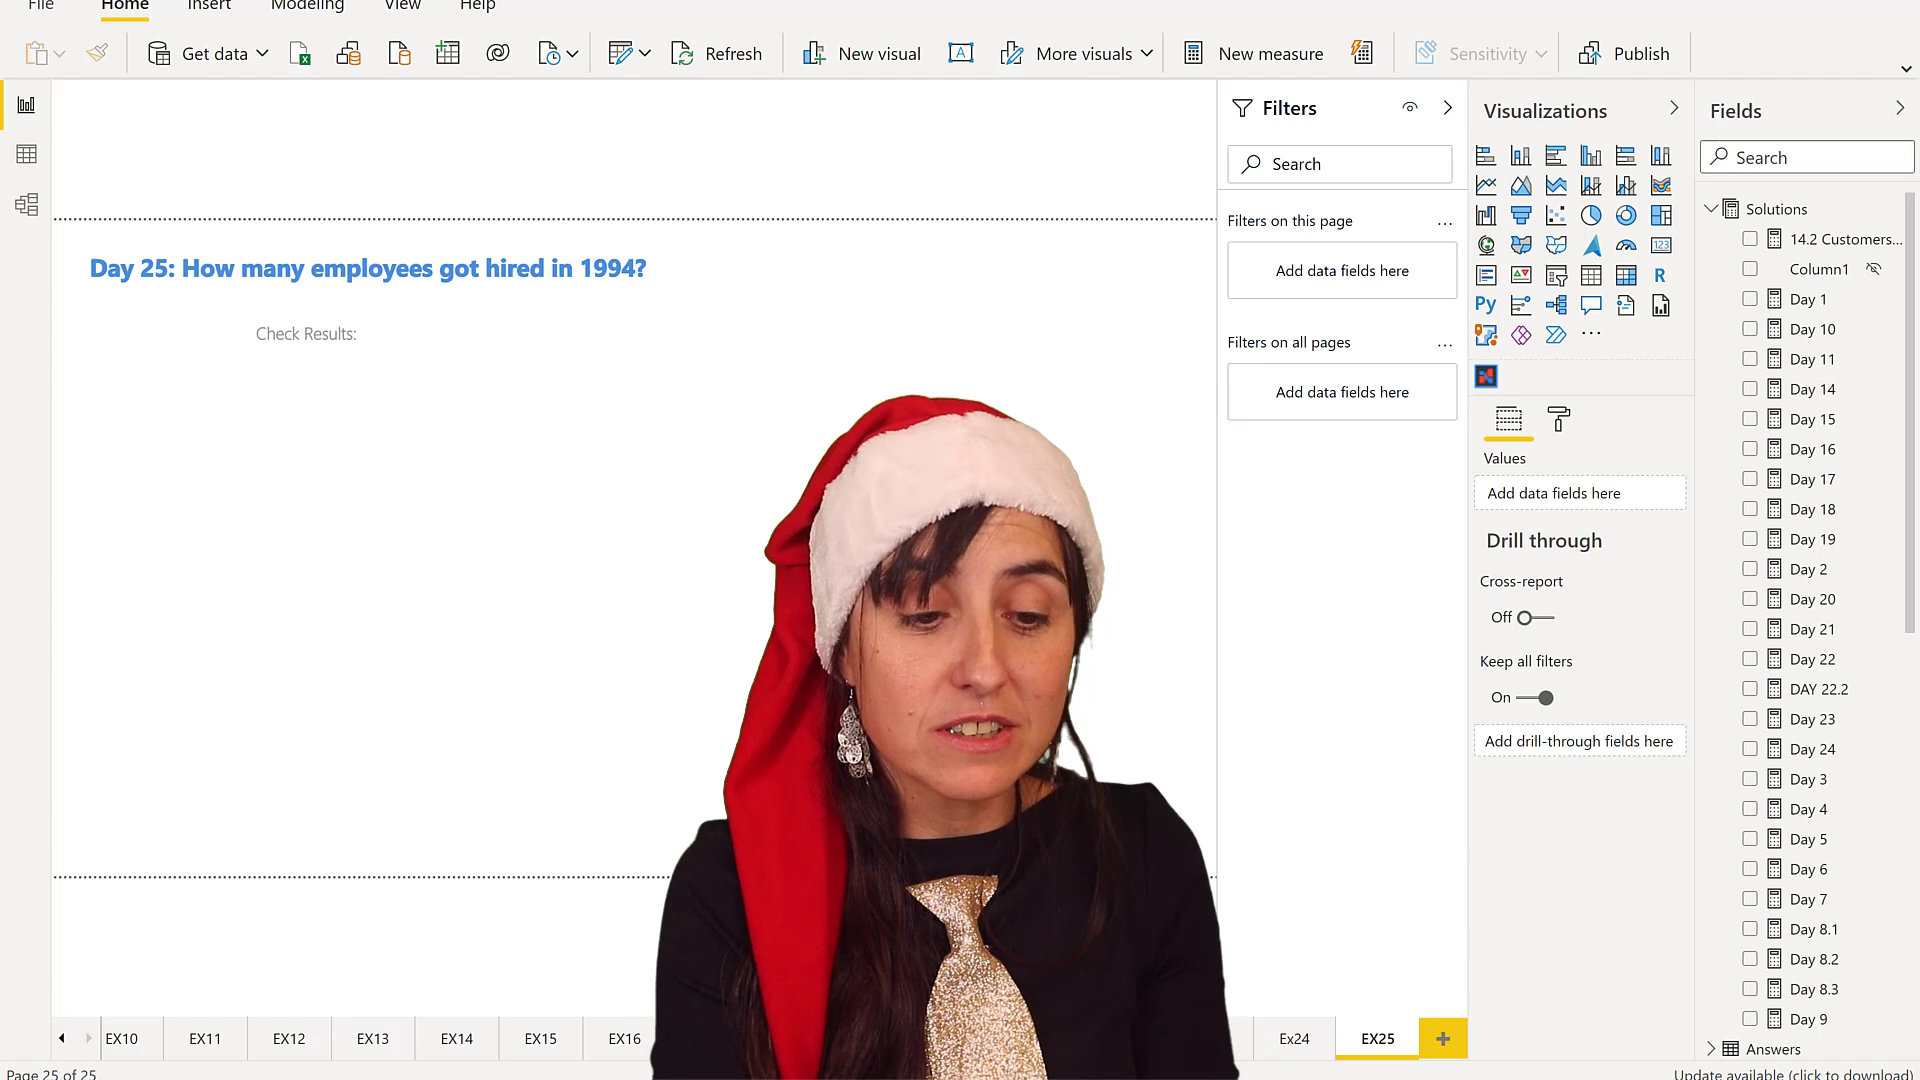 File
Home
Insert
Modeling
View
Help
Get data
Refresh
New visual
More visuals
New measure
Sensitivity
Publish
Day 25: How many employees got hired in 1994?
Check Results:
Filters
Search
Filters on this page
...
Add data fields here
Filters on all pages
...
Add data fields here
Visualizations
123
R
Py
...
Values
Add data fields here
Drill through
Cross-report
Off
Keep all filters
On
Add drill-through fields here
Fields
Search
Solutions
14.2 Customers...
Column1
Day 1
Day 10
Day 11
Day 14
Day 15
Day 16
Day 17
Day 18
Day 19
Day 2
Day 20
Day 21
Day 22
DAY 22.2
Day 23
Day 24
Day 3
Day 4
Day 5
Day 6
Day 7
Day 8.1
Day 8.2
Day 8.3
Day 9
Answers
EX10
EX11
EX12
EX13
EX14
EX15
EX16
Ex24
EX25
Page 25 of 25
Update available (click to download)